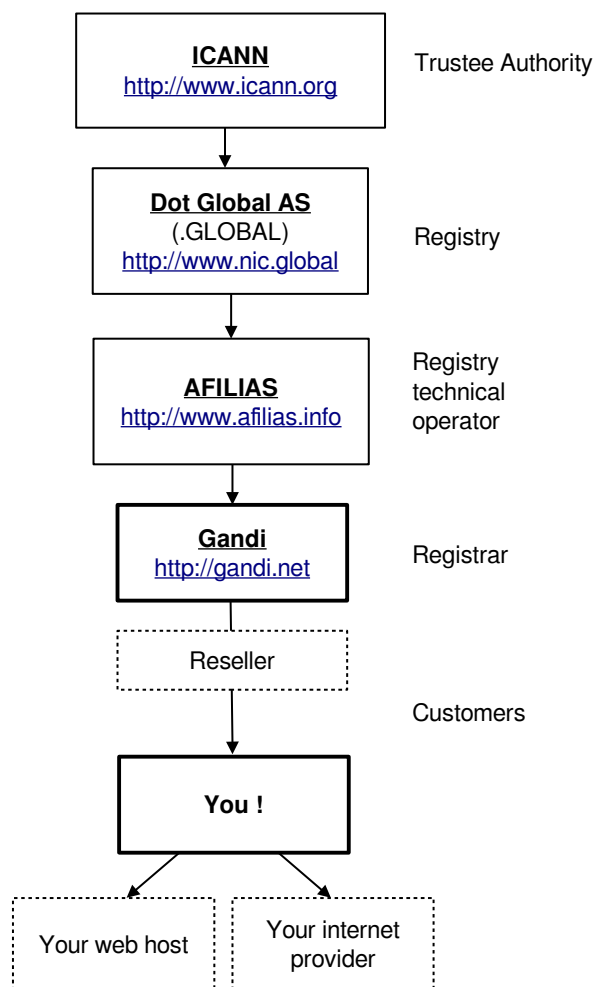 ICANN
http://www.icann.org
Trustee Authority
Dot Global AS
(.GLOBAL)
http://www.nic.global
Registry
AFILIAS
http://www.afilias.info
Registry
technical
operator
Gandi
http://gandi.net
Registrar
Reseller
Customers
You !
Your web host
Your internet
provider